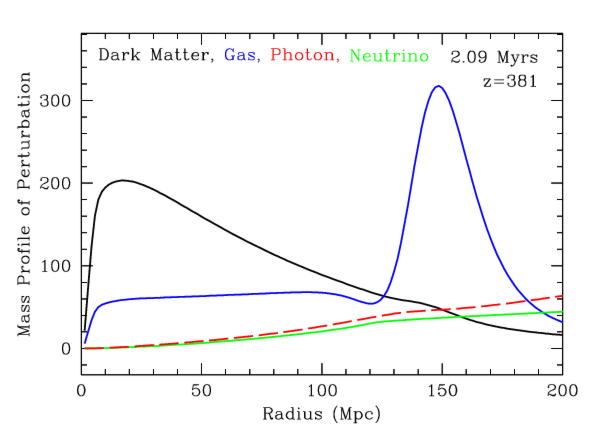 Dark Matter, Gas, Photon, Neutrino 2.09 Myrs
z=381
Mass Profile of Perturbation
300
200
100
0
0 50 100 150 200
Radius (Mpc)